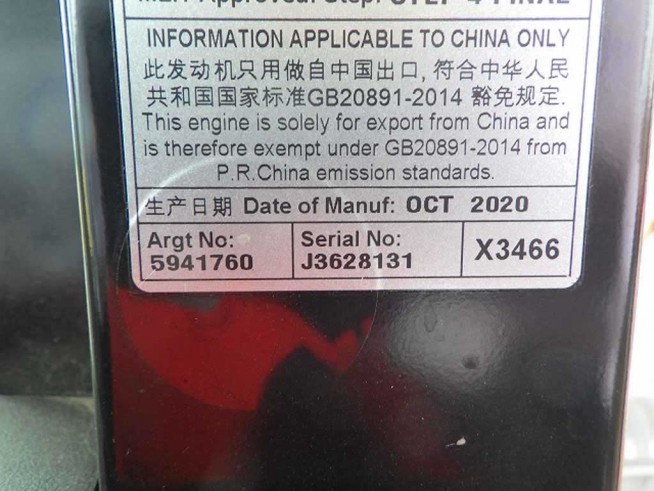 INFORMATION APPLICABLE TO CHINA ONLY
此发动机只用做自中国出口, 符合中华人民
共和国国家标准GB20891-2014 豁免规定.
This engine is solely for export from China and
is therefore exempt under GB20891-2014 from
P.R.China emission standards.
生产日期 Date of Manuf: OCT 2020
Argt No:
5941760
Serial No:
J3628131
X3466